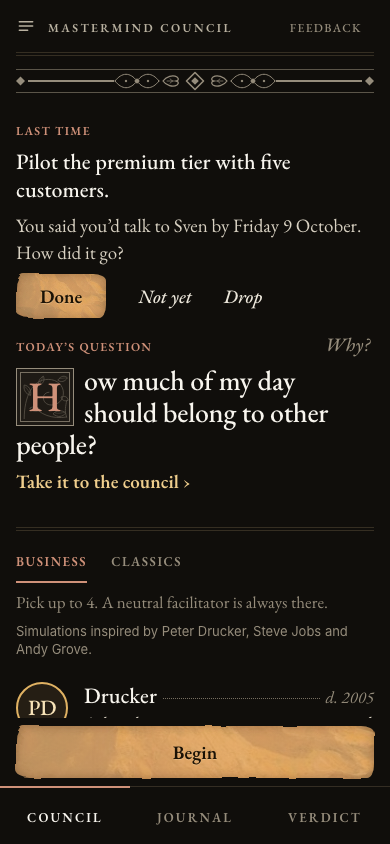 MASTERMIND COUNCIL
FEEDBACK
LAST TIME
Pilot the premium tier with five
customers.
You said you'd talk to Sven by Friday 9 October.
How did it go?
Done
Not yet
Drop
TODAY'S QUESTION
Why?
How much of my day
should belong to other
people?
Take it to the council ›
BUSINESS
CLASSICS
Pick up to 4. A neutral facilitator is always there.
Simulations inspired by Peter Drucker, Steve Jobs and
Andy Grove.
PD
Drucker
d. 2005
Begin
COUNCIL
JOURNAL
VERDICT